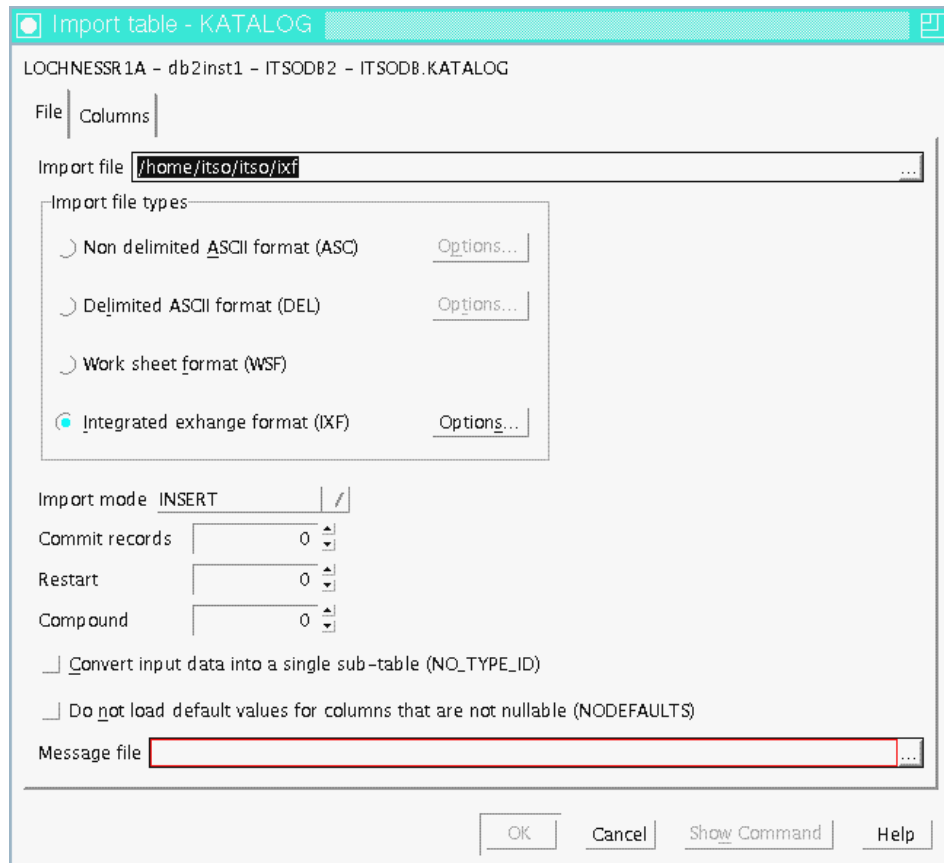 Import table - KATALOG
LOCHNESSR1A - db2inst1 - ITSODB2 - ITSODB.KATALOG
File Columns
Import file /home/itso/itso/ixf ...
Import file types
Non delimited ASCII format (ASC) Options...
Delimited ASCII format (DEL) Options...
Work sheet format (WSF)
Integrated exhange format (IXF) Options...
Import mode INSERT
Commit records 0
Restart 0
Compound 0
Convert input data into a single sub-table (NO_TYPE_ID)
Do not load default values for columns that are not nullable (NODEFAULTS)
Message file ...
OK Cancel Show Command Help